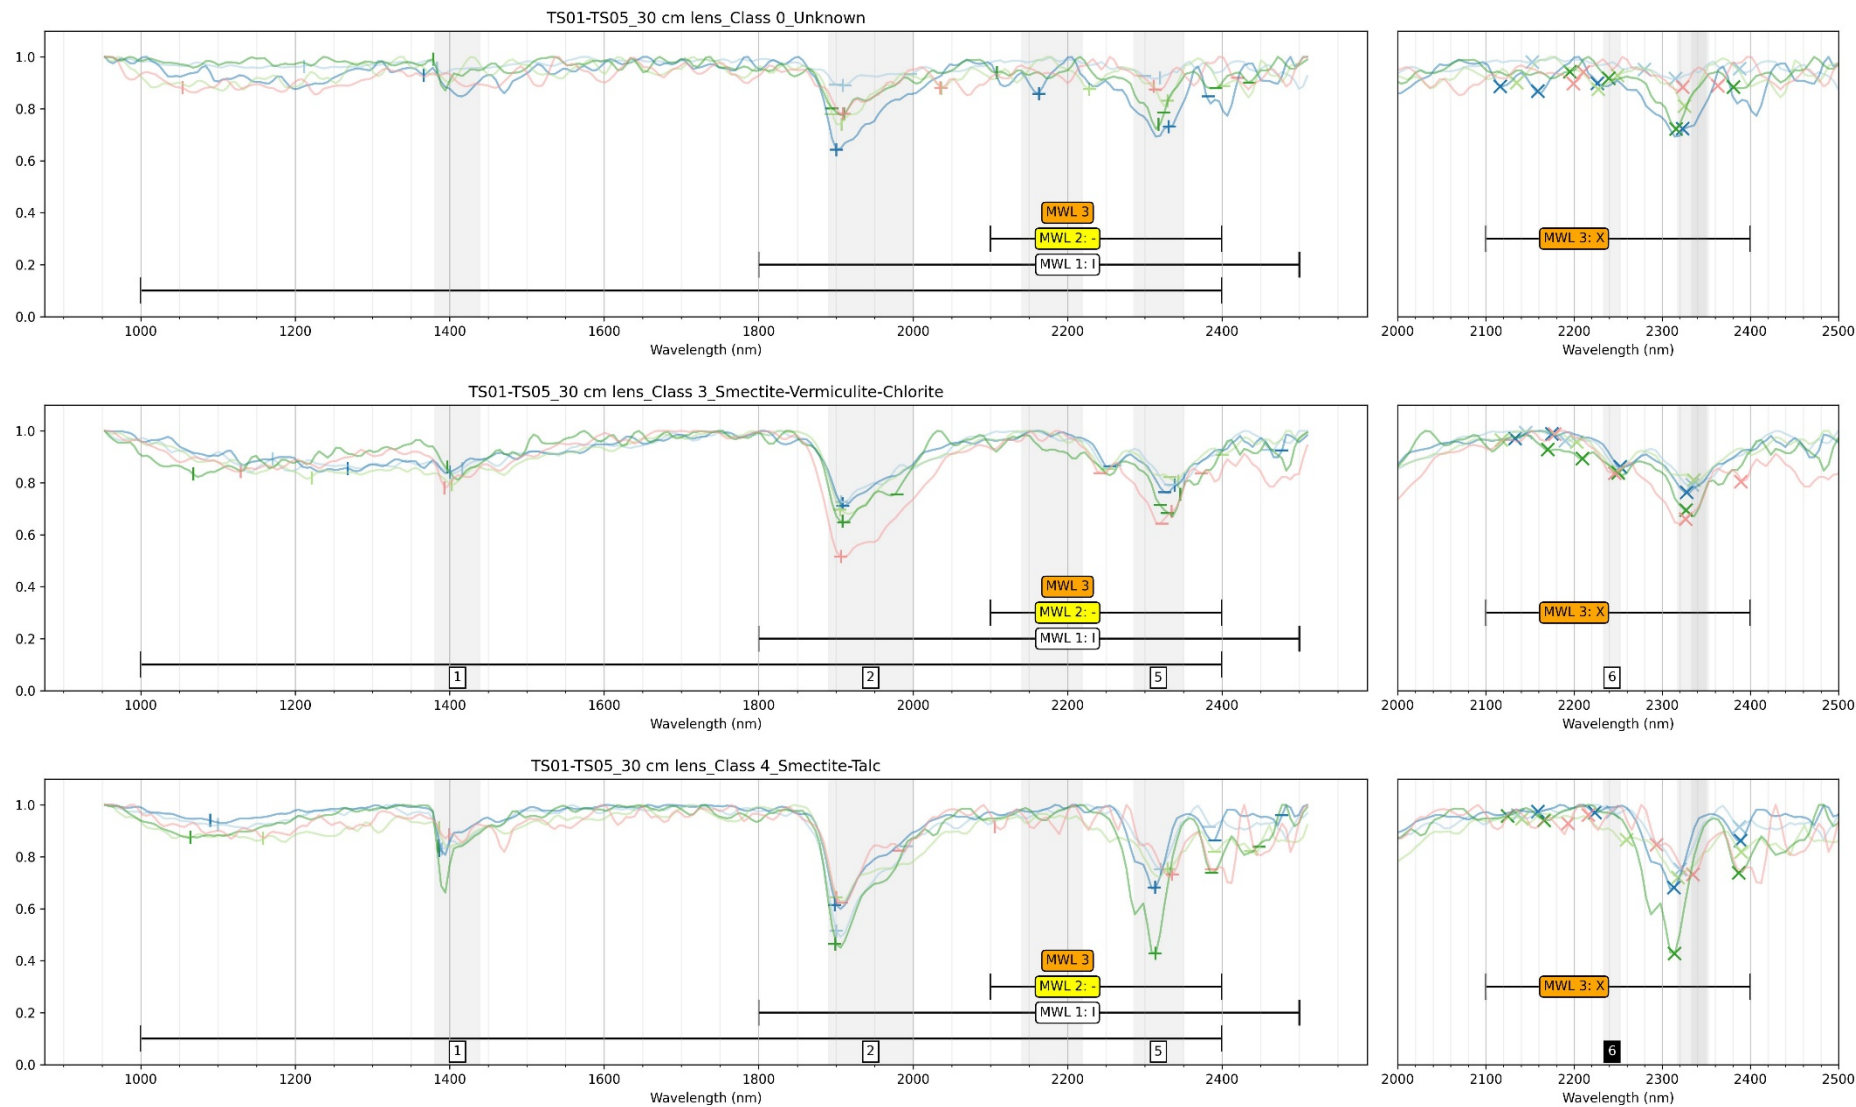 TS01-TS05_30 cm lens_Class 0_Unknown
1.0
0.8
0.6
0.4
0.2
0.0
MWL 3
MWL 2: -
MWL 1: I
MWL 3: X
1000 1200 1400 1600 1800 2000 2200 2400
2000 2100 2200 2300 2400 2500
Wavelength (nm)
Wavelength (nm)
TS01-TS05_30 cm lens_Class 3_Smectite-Vermiculite-Chlorite
1.0
0.8
0.6
0.4
0.2
0.0
MWL 3
MWL 2: -
MWL 1: I
MWL 3: X
1 2 5
6
1000 1200 1400 1600 1800 2000 2200 2400
2000 2100 2200 2300 2400 2500
Wavelength (nm)
Wavelength (nm)
TS01-TS05_30 cm lens_Class 4_Smectite-Talc
1.0
0.8
0.6
0.4
0.2
0.0
MWL 3
MWL 2: -
MWL 1: I
MWL 3: X
1 2 5
6
1000 1200 1400 1600 1800 2000 2200 2400
2000 2100 2200 2300 2400 2500
Wavelength (nm)
Wavelength (nm)